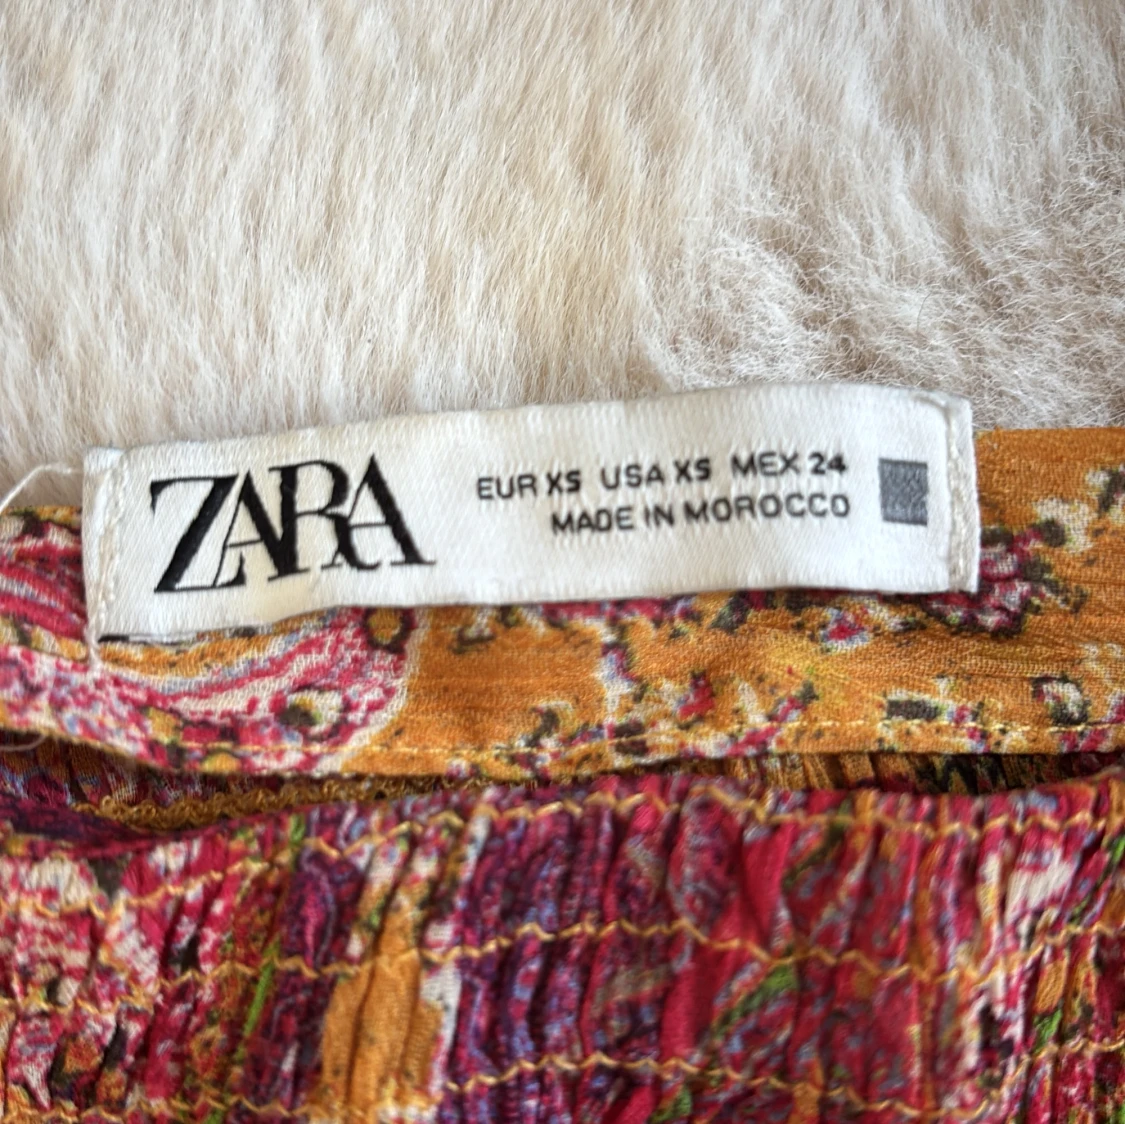 ZARA
EUR XS USA XS MEX 24
MADE IN MOROCCO